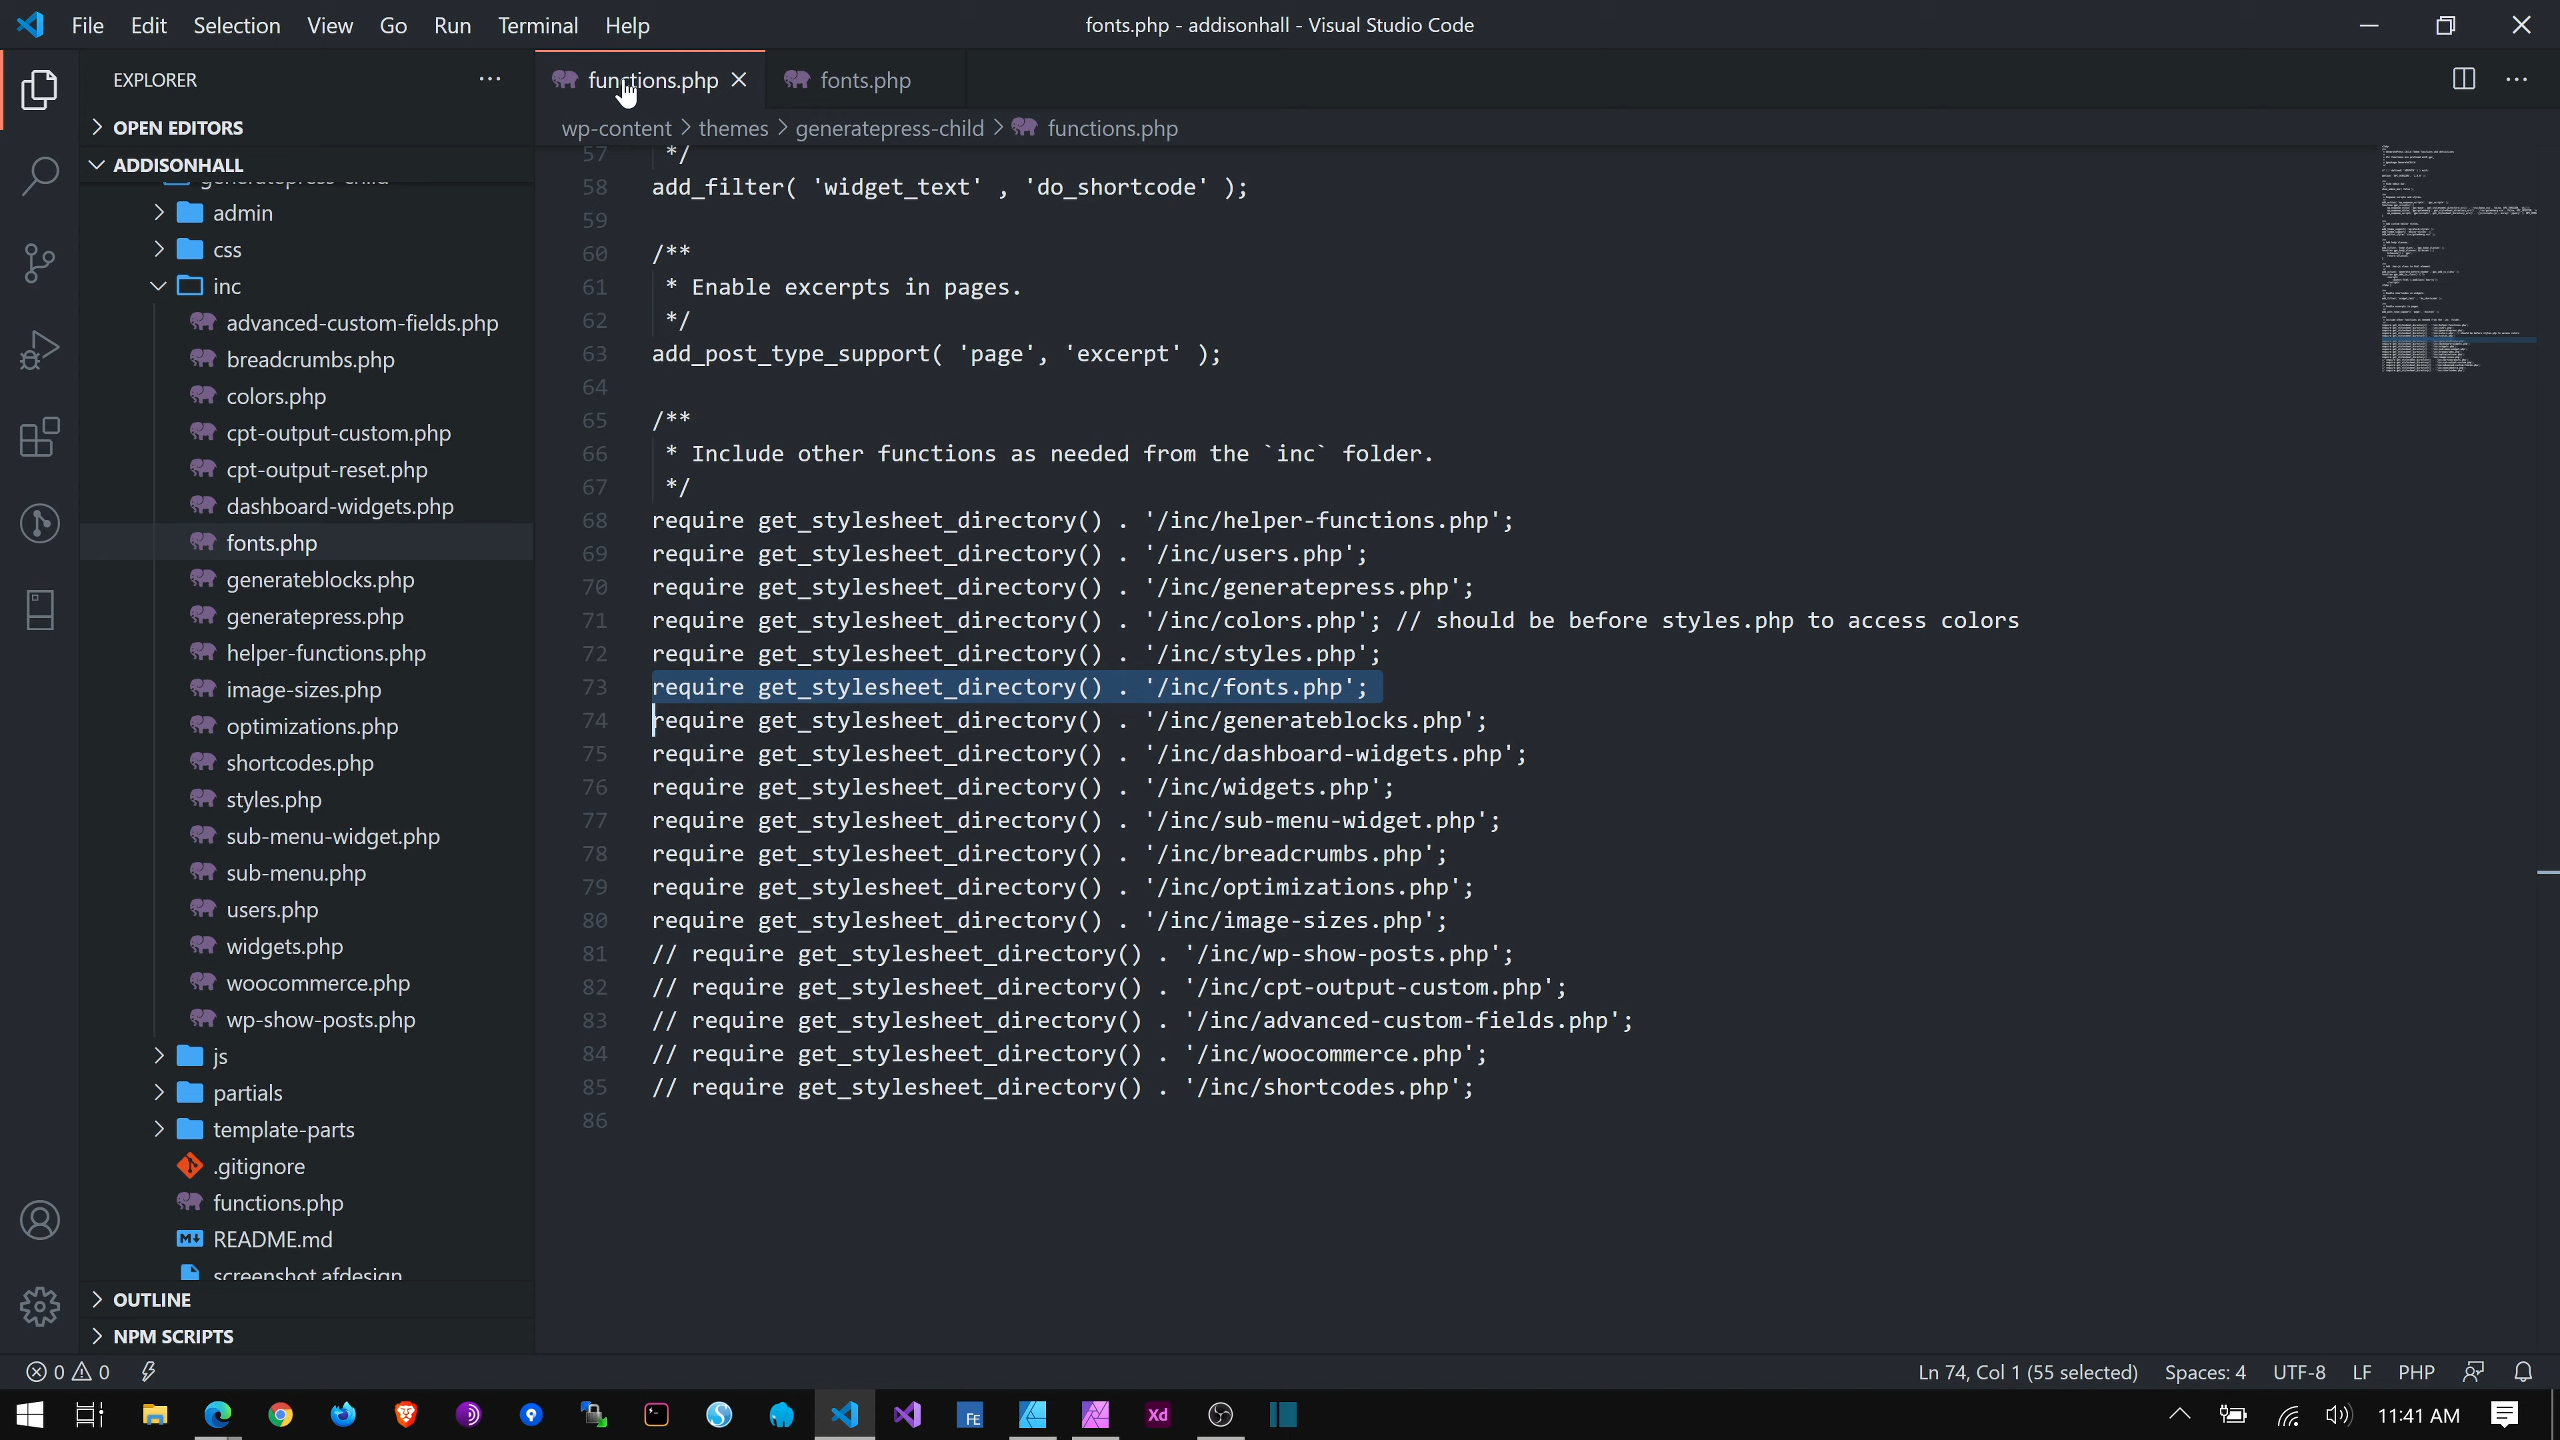 File Edit Selection View Go Run Terminal Help
fonts.php - addisonhall - Visual Studio Code
EXPLORER
OPEN EDITORS
ADDISONHALL
generatepress-child
admin
css
inc
advanced-custom-fields.php
breadcrumbs.php
colors.php
cpt-output-custom.php
cpt-output-reset.php
dashboard-widgets.php
fonts.php
generateblocks.php
generatepress.php
helper-functions.php
image-sizes.php
optimizations.php
shortcodes.php
styles.php
sub-menu-widget.php
sub-menu.php
users.php
widgets.php
woocommerce.php
wp-show-posts.php
js
partials
template-parts
.gitignore
functions.php
README.md
screenshot.afdesign
OUTLINE
NPM SCRIPTS
functions.php
fonts.php
wp-content > themes > generatepress-child > functions.php
57 */
58 add_filter( 'widget_text' , 'do_shortcode' );
59
60 /**
61 * Enable excerpts in pages.
62 */
63 add_post_type_support( 'page', 'excerpt' );
64
65 /**
66 * Include other functions as needed from the `inc` folder.
67 */
68 require get_stylesheet_directory() . '/inc/helper-functions.php';
69 require get_stylesheet_directory() . '/inc/users.php';
70 require get_stylesheet_directory() . '/inc/generatepress.php';
71 require get_stylesheet_directory() . '/inc/colors.php'; // should be before styles.php to access colors
72 require get_stylesheet_directory() . '/inc/styles.php';
73 require get_stylesheet_directory() . '/inc/fonts.php';
74 require get_stylesheet_directory() . '/inc/generateblocks.php';
75 require get_stylesheet_directory() . '/inc/dashboard-widgets.php';
76 require get_stylesheet_directory() . '/inc/widgets.php';
77 require get_stylesheet_directory() . '/inc/sub-menu-widget.php';
78 require get_stylesheet_directory() . '/inc/breadcrumbs.php';
79 require get_stylesheet_directory() . '/inc/optimizations.php';
80 require get_stylesheet_directory() . '/inc/image-sizes.php';
81 // require get_stylesheet_directory() . '/inc/wp-show-posts.php';
82 // require get_stylesheet_directory() . '/inc/cpt-output-custom.php';
83 // require get_stylesheet_directory() . '/inc/advanced-custom-fields.php';
84 // require get_stylesheet_directory() . '/inc/woocommerce.php';
85 // require get_stylesheet_directory() . '/inc/shortcodes.php';
86
0 0
Ln 74, Col 1 (55 selected) Spaces: 4 UTF-8 LF PHP
FE
Xd
11:41 AM